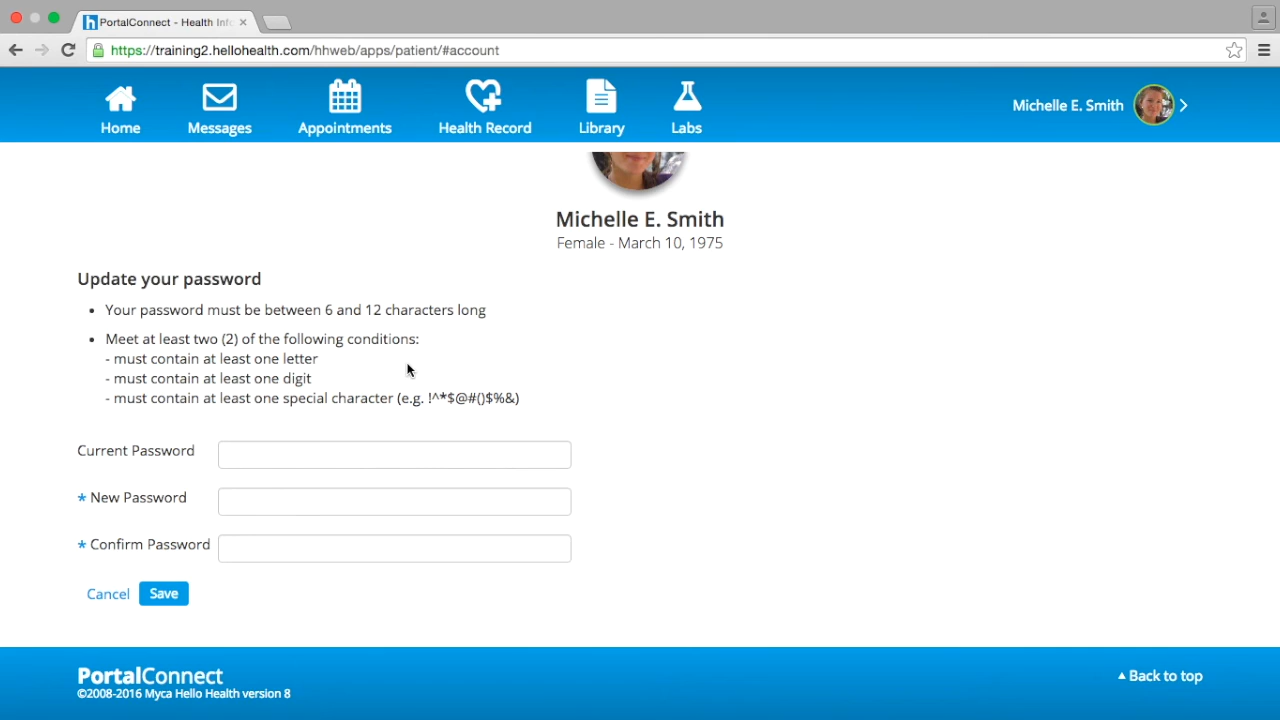 PortalConnect - Health Info
https://training2.hellohealth.com/hhweb/apps/patient/#account
Home
Messages
Appointments
Health Record
Library
Labs
Michelle E. Smith
Michelle E. Smith
Female - March 10, 1975
Update your password
• Your password must be between 6 and 12 characters long
• Meet at least two (2) of the following conditions:
- must contain at least one letter
- must contain at least one digit
- must contain at least one special character (e.g. !^*$@#()$%&)
Current Password
* New Password
* Confirm Password
Cancel Save
PortalConnect
©2008-2016 Myca Hello Health version 8
Back to top